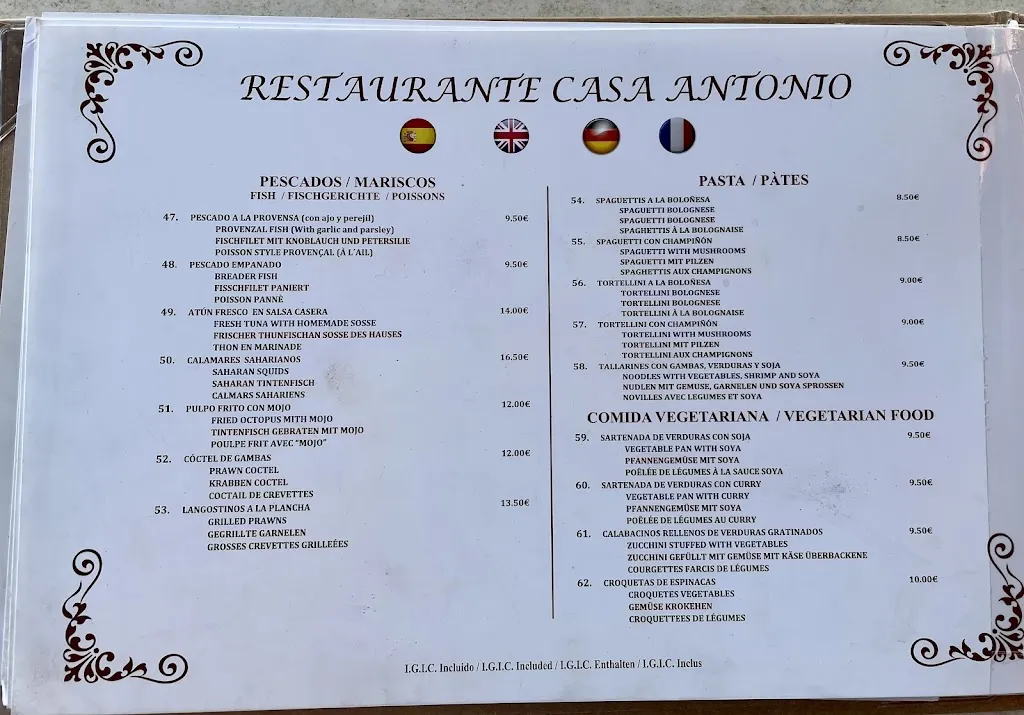 RESTAURANTE CASA ANTONIO
PESCADOS / MARISCOS
FISH / FISCHGERICHTE / POISSONS
47. PESCADO A LA PROVENSA (con ajo y perejil) 9.50€
PROVENZAL FISH (With garlic and parsley)
FISCHFILET MIT KNOBLAUCH UND PETERSILIE
POISSON STYLE PROVENÇAL (À L´AIL)
48. PESCADO EMPANADO 9.50€
BREADER FISH
FISSCHFILET PANIERT
POISSON PANNÈ
49. ATÚN FRESCO EN SALSA CASERA 14.00€
FRESH TUNA WITH HOMEMADE SOSSE
FRISCHER THUNFISCHAN SOSSE DES HAUSES
THON EN MARINADE
50. CALAMARES SAHARIANOS 16.50€
SAHARAN SQUIDS
SAHARAN TINTENFISCH
CALMARS SAHARIENS
51. PULPO FRITO CON MOJO 12.00€
FRIED OCTOPUS MITH MOJO
TINTENFISCH GEBRATEN MIT MOJO
POULPE FRIT AVEC "MOJO"
52. CÓCTEL DE GAMBAS 12.00€
PRAWN COCTEL
KRABBEN COCTEL
COCTAIL DE CREVETTES
53. LANGOSTINOS A LA PLANCHA 13.50€
GRILLED PRAWNS
GEGRILLTE GARNELEN
GROSSES CREVETTES GRILLEÉES
PASTA / PÀTES
54. SPAGUETTIS A LA BOLOÑESA 8.50€
SPAGUETTI BOLOGNESE
SPAGUETTI BOLOGNESE
SPAGHETTIS À LA BOLOGNAISE
55. SPAGUETTI CON CHAMPIÑÓN 8.50€
SPAGUETTI WITH MUSHROOMS
SPAGUETTI MIT PILZEN
SPAGHETTIS AUX CHAMPIGNONS
56. TORTELLINI A LA BOLOÑESA 9.00€
TORTELLINI BOLOGNESE
TORTELLINI BOLOGNESE
TORTELLINI À LA BOLOGNAISE
57. TORTELLINI CON CHAMPIÑÓN 9.00€
TORTELLINI WITH MUSHROOMS
TORTELLINI MIT PILZEN
TORTELLINI AUX CHAMPIGNONS
58. TALLARINES CON GAMBAS, VERDURAS Y SOJA 9.50€
NOODLES WITH VEGETABLES, SHRIMP AND SOYA
NUDLEN MIT GEMUSE, GARNELEN UND SOYA SPROSSEN
NOVILLES AVEC LEGUMES ET SOYA
COMIDA VEGETARIANA / VEGETARIAN FOOD
59. SARTENADA DE VERDURAS CON SOJA 9.50€
VEGETABLE PAN WITH SOYA
PFANNENGEMÜSE MIT SOYA
POÊLÉE DE LÉGUMES À LA SAUCE SOYA
60. SARTENADA DE VERDURAS CON CURRY 9.50€
VEGETABLE PAN WITH CURRY
PFANNENGEMÜSE MIT SOYA
POÊLÉE DE LÉGUMES AU CURRY
61. CALABACINOS RELLENOS DE VERDURAS GRATINADOS 9.50€
ZUCCHINI STUFFED WITH VEGETABLES
ZUCCHINI GEFÜLLT MIT GEMÜSE MIT KÄSE ÜBERBACKENE
COURGETTES FARCIS DE LÉGUMES
62. CROQUETAS DE ESPINACAS 10.00€
CROQUETES VEGETABLES
GEMÜSE KROKEHEN
CROQUETTEES DE LÉGUMES
I.G.I.C. Incluído / I.G.I.C. Included / I.G.I.C. Enthalten / I.G.I.C. Inclus